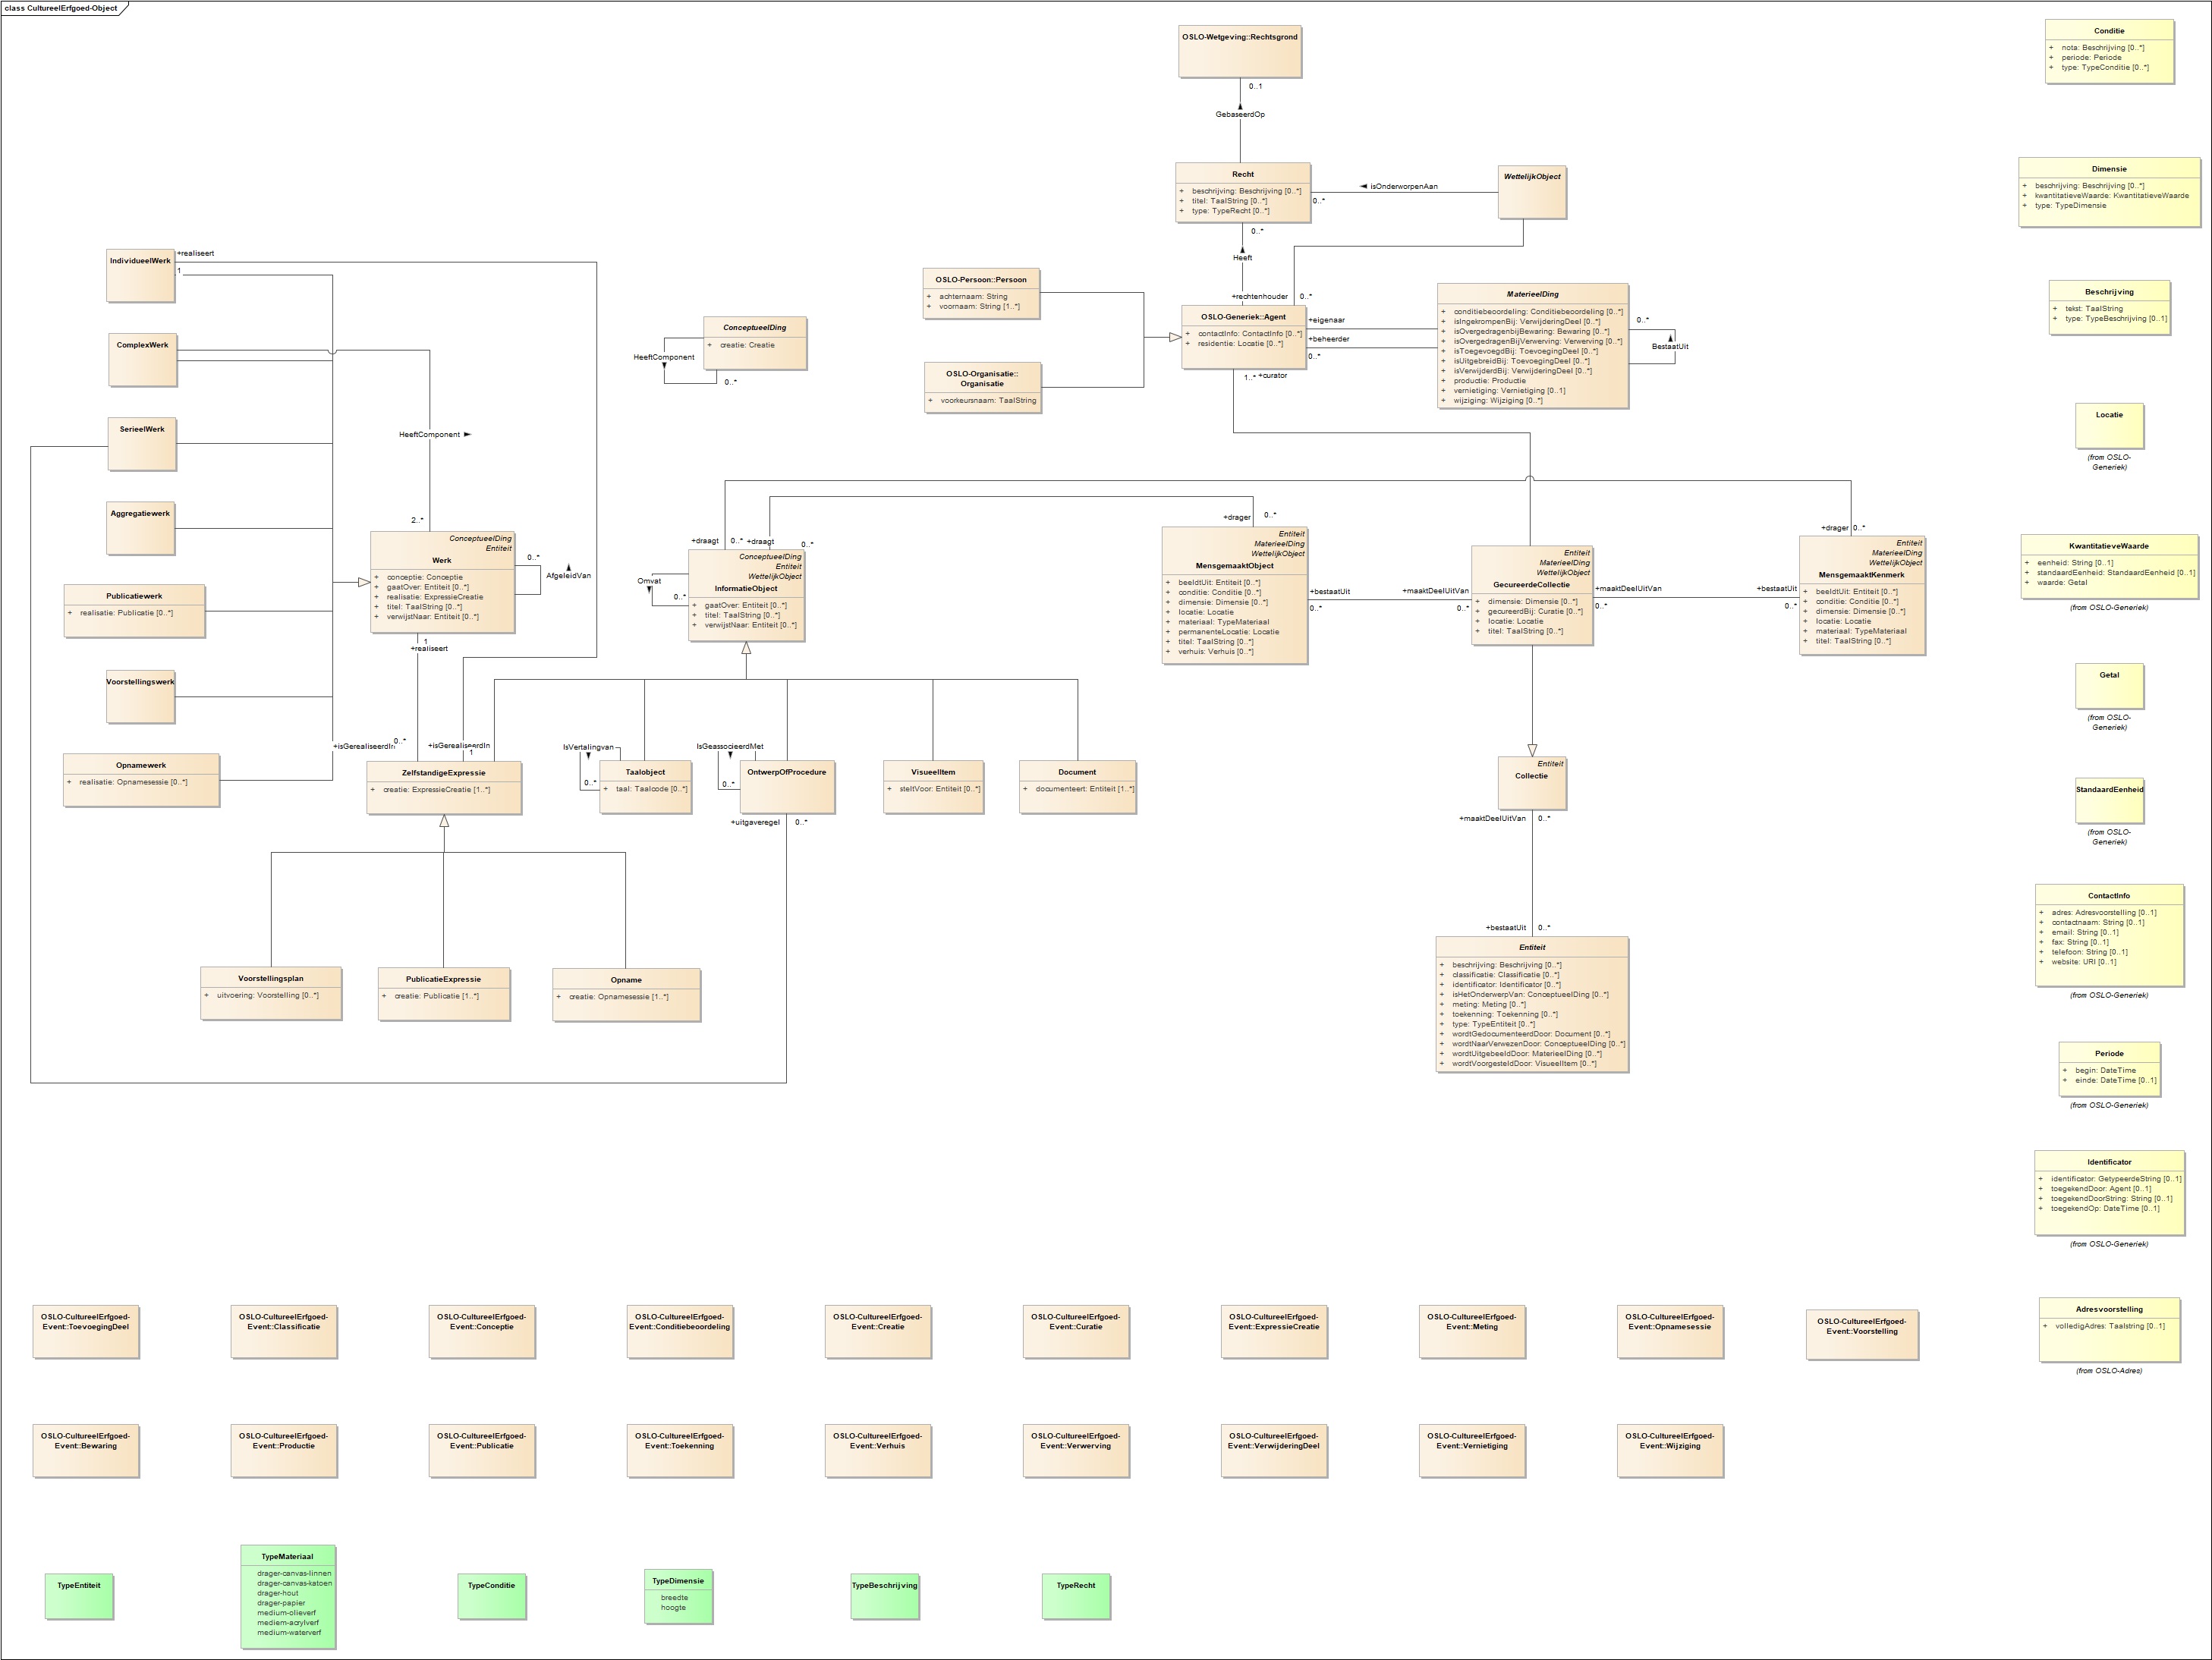 class CultureelErfgoed-Object
OSLO-Wetgeving::Rechtsgrond
0..1
GebaseerdOp
Recht
+ beschrijving: Beschrijving [0..*]
+ titel: TaalString [0..*]
+ type: TypeRecht [0..*]
0..*
isOnderworpenAan
0..*
WettelijkObject
Heeft
+rechtenhouder
0..*
OSLO-Persoon::Persoon
+ achternaam: String
+ voornaam: String [1..*]
OSLO-Organisatie::
Organisatie
+ voorkeursnaam: TaalString
OSLO-Generiek::Agent
+ contactInfo: ContactInfo [0..*]
+ residentie: Locatie [0..*]
+eigenaar
+beheerder
0..*
1..* +curator
MaterieelDing
+ conditiebeoordeling: Conditiebeoordeling [0..*]
+ isIngekrompenBij: VerwijderingDeel [0..*]
+ isOvergedragenbijBewaring: Bewaring [0..*]
+ isOvergedragenBijVerwerving: Verwerving [0..*]
+ isToegevoegdBij: ToevoegingDeel [0..*]
+ isUitgebreidBij: ToevoegingDeel [0..*]
+ isVerwijderdBij: VerwijderingDeel [0..*]
+ productie: Productie
+ vernietiging: Vernietiging [0..1]
+ wijziging: Wijziging [0..*]
0..*
BestaatUit
ConceptueelDing
+ creatie: Creatie
HeeftComponent
0..*
IndividueelWerk
+realiseert
1
ComplexWerk
SerieelWerk
Aggregatiewerk
Publicatiewerk
+ realisatie: Publicatie [0..*]
Voorstellingswerk
Opnamewerk
+ realisatie: Opnamesessie [0..*]
HeeftComponent
2..*
ConceptueelDing
Entiteit
Werk
+ conceptie: Conceptie
+ gaatOver: Entiteit [0..*]
+ realisatie: ExpressieCreatie
+ titel: TaalString [0..*]
+ verwijstNaar: Entiteit [0..*]
0..*
AfgeleidVan
1
+realiseert
+isGerealiseerdIn
0..*
+isGerealiseerdIn
1
ZelfstandigeExpressie
+ creatie: ExpressieCreatie [1..*]
Voorstellingsplan
+ uitvoering: Voorstelling [0..*]
PublicatieExpressie
+ creatie: Publicatie [1..*]
Opname
+ creatie: Opnamesessie [1..*]
+draagt
0..*
+draagt
0..*
ConceptueelDing
Entiteit
WettelijkObject
InformatieObject
+ gaatOver: Entiteit [0..*]
+ titel: TaalString [0..*]
+ verwijstNaar: Entiteit [0..*]
Omvat
0..*
IsVertalingvan
0..*
Taalobject
+ taal: Taalcode [0..*]
IsGeassocieerdMet
0..*
OntwerpOfProcedure
+uitgaveregel
0..*
VisueelItem
+ steltVoor: Entiteit [0..*]
Document
+ documenteert: Entiteit [1..*]
+drager
0..*
Entiteit
MaterieelDing
WettelijkObject
MensgemaaktObject
+ beeldtUit: Entiteit [0..*]
+ conditie: Conditie [0..*]
+ dimensie: Dimensie [0..*]
+ locatie: Locatie
+ materiaal: TypeMateriaal
+ permanenteLocatie: Locatie
+ titel: TaalString [0..*]
+ verhuis: Verhuis [0..*]
+bestaatUit
0..*
+maaktDeelUitVan
0..*
Entiteit
MaterieelDing
WettelijkObject
GecureerdeCollectie
+ dimensie: Dimensie [0..*]
+ gecureerdBij: Curatie [0..*]
+ locatie: Locatie
+ titel: TaalString [0..*]
+maaktDeelUitVan
0..*
+bestaatUit
0..*
+drager
0..*
Entiteit
MaterieelDing
WettelijkObject
MensgemaaktKenmerk
+ beeldtUit: Entiteit [0..*]
+ conditie: Conditie [0..*]
+ dimensie: Dimensie [0..*]
+ locatie: Locatie
+ materiaal: TypeMateriaal
+ titel: TaalString [0..*]
Entiteit
Collectie
+maaktDeelUitVan
0..*
+bestaatUit
0..*
Entiteit
+ beschrijving: Beschrijving [0..*]
+ classificatie: Classificatie [0..*]
+ identificator: Identificator [0..*]
+ isHetOnderwerpVan: ConceptueelDing [0..*]
+ meting: Meting [0..*]
+ toekenning: Toekenning [0..*]
+ type: TypeEntiteit [0..*]
+ wordtGedocumenteerdDoor: Document [0..*]
+ wordtNaarVerwezenDoor: ConceptueelDing [0..*]
+ wordtUitgebeeldDoor: MaterieelDing [0..*]
+ wordtVoorgesteldDoor: VisueelItem [0..*]
Conditie
+ nota: Beschrijving [0..*]
+ periode: Periode
+ type: TypeConditie [0..*]
Dimensie
+ beschrijving: Beschrijving [0..*]
+ kwantitatieveWaarde: KwantitatieveWaarde
+ type: TypeDimensie
Beschrijving
+ tekst: TaalString
+ type: TypeBeschrijving [0..1]
Locatie
(from OSLO-
Generiek)
KwantitatieveWaarde
+ eenheid: String [0..1]
+ standaardEenheid: StandaardEenheid [0..1]
+ waarde: Getal
(from OSLO-Generiek)
Getal
(from OSLO-
Generiek)
StandaardEenheid
(from OSLO-
Generiek)
ContactInfo
+ adres: Adresvoorstelling [0..1]
+ contactnaam: String [0..1]
+ email: String [0..1]
+ fax: String [0..1]
+ telefoon: String [0..1]
+ website: URI [0..1]
(from OSLO-Generiek)
Periode
+ begin: DateTime
+ einde: DateTime [0..1]
(from OSLO-Generiek)
Identificator
+ identificator: GetypeerdeString [0..1]
+ toegekendDoor: Agent [0..1]
+ toegekendDoorString: String [0..1]
+ toegekendOp: DateTime [0..1]
(from OSLO-Generiek)
Adresvoorstelling
+ volledigAdres: Taalstring [0..1]
(from OSLO-Adres)
OSLO-CultureelErfgoed-
Event::ToevoegingDeel
OSLO-CultureelErfgoed-
Event::Classificatie
OSLO-CultureelErfgoed-
Event::Conceptie
OSLO-CultureelErfgoed-
Event::Conditiebeoordeling
OSLO-CultureelErfgoed-
Event::Creatie
OSLO-CultureelErfgoed-
Event::Curatie
OSLO-CultureelErfgoed-
Event::ExpressieCreatie
OSLO-CultureelErfgoed-
Event::Meting
OSLO-CultureelErfgoed-
Event::Opnamesessie
OSLO-CultureelErfgoed-
Event::Voorstelling
OSLO-CultureelErfgoed-
Event::Bewaring
OSLO-CultureelErfgoed-
Event::Productie
OSLO-CultureelErfgoed-
Event::Publicatie
OSLO-CultureelErfgoed-
Event::Toekenning
OSLO-CultureelErfgoed-
Event::Verhuis
OSLO-CultureelErfgoed-
Event::Verwerving
OSLO-CultureelErfgoed-
Event::VerwijderingDeel
OSLO-CultureelErfgoed-
Event::Vernietiging
OSLO-CultureelErfgoed-
Event::Wijziging
TypeEntiteit
TypeMateriaal
drager-canvas-linnen
drager-canvas-katoen
drager-hout
drager-papier
medium-olieverf
mediem-acrylverf
medium-waterverf
TypeConditie
TypeDimensie
breedte
hoogte
TypeBeschrijving
TypeRecht